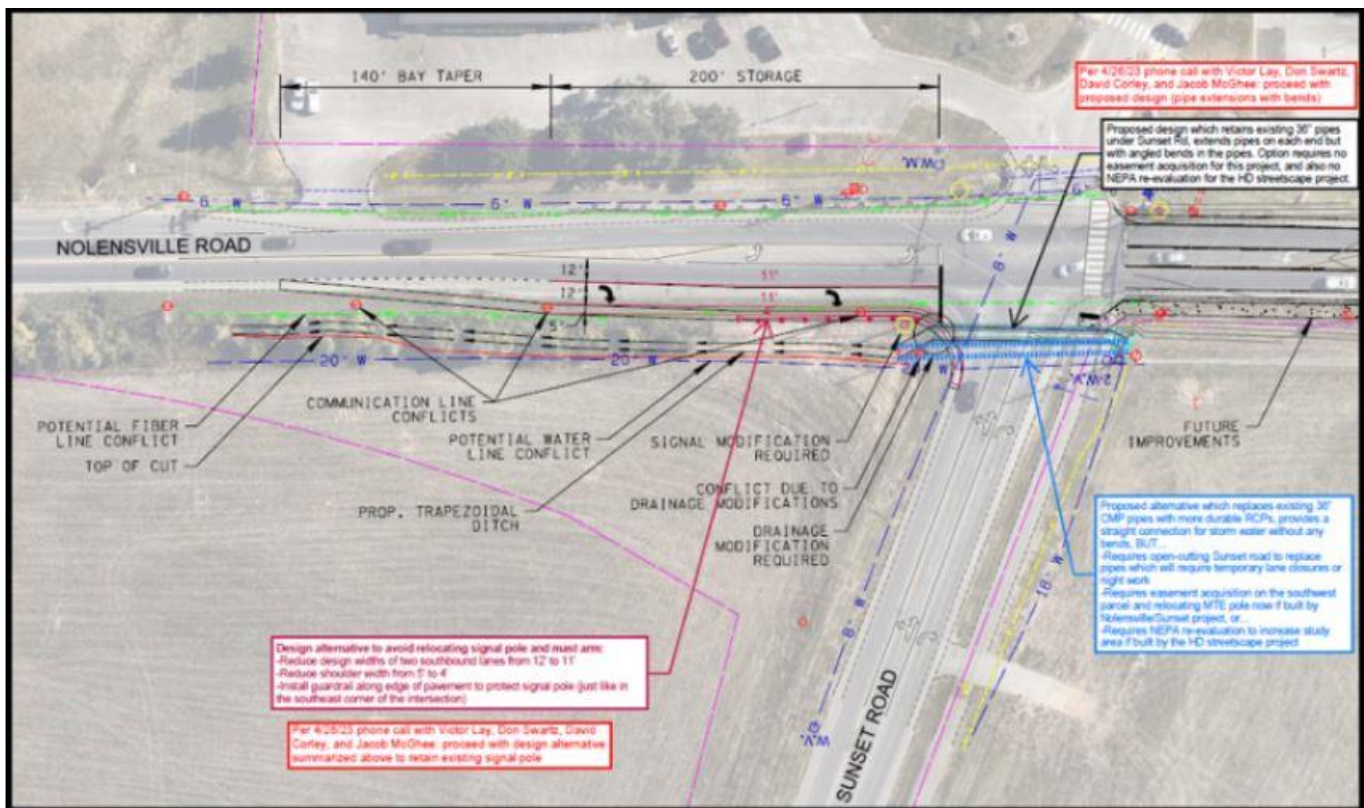 140' BAY TAPER
200' STORAGE
Per 4/28/23 phone call with Victor Lay, Don Swartz,
David Corley, and Jacob McGhee: proceed with
proposed design (pipe extensions with bends)
Proposed design which retains existing 36" pipes
under Sunset Rd, extends pipes on each end but
with angled bends in the pipes. Option requires no
easement acquisition for this project, and also no
NEPA re-evaluation for the HD streetscape project.
W.M.
6" W
6" W
6" W
6" W
NOLENSVILLE ROAD
8" W
12'
11'
12'
11'
5'
20" W
20" W
W
W.V.
POTENTIAL FIBER
LINE CONFLICT
TOP OF CUT
COMMUNICATION LINE
CONFLICTS
POTENTIAL WATER
LINE CONFLICT
PROP. TRAPEZOIDAL
DITCH
SIGNAL MODIFICATION
REQUIRED
CONFLICT DUE TO
DRAINAGE MODIFICATIONS
DRAINAGE
MODIFICATION
REQUIRED
FUTURE
IMPROVEMENTS
Proposed alternative which replaces existing 36"
CMP pipes with more durable RCPs, provides a
straight connection for storm water without any
bends, BUT...
-Requires open-cutting Sunset road to replace
pipes which will require temporary lane closures or
night work
-Requires easement acquisition on the southwest
parcel and relocating MTE pole now if built by
Nolensville/Sunset project, or...
-Requires NEPA re-evaluation to increase study
area if built by the HD streetscape project
Design alternative to avoid relocating signal pole and mast arm:
-Reduce design widths of two southbound lanes from 12' to 11'
-Reduce shoulder width from 5' to 4'
-Install guardrail along edge of pavement to protect signal pole (just like in
the southeast corner of the intersection)
Per 4/28/23 phone call with Victor Lay, Don Swartz, David
Corley, and Jacob McGhee: proceed with design alternative
summarized above to retain existing signal pole
8" W
W.V.
18" W
SUNSET ROAD